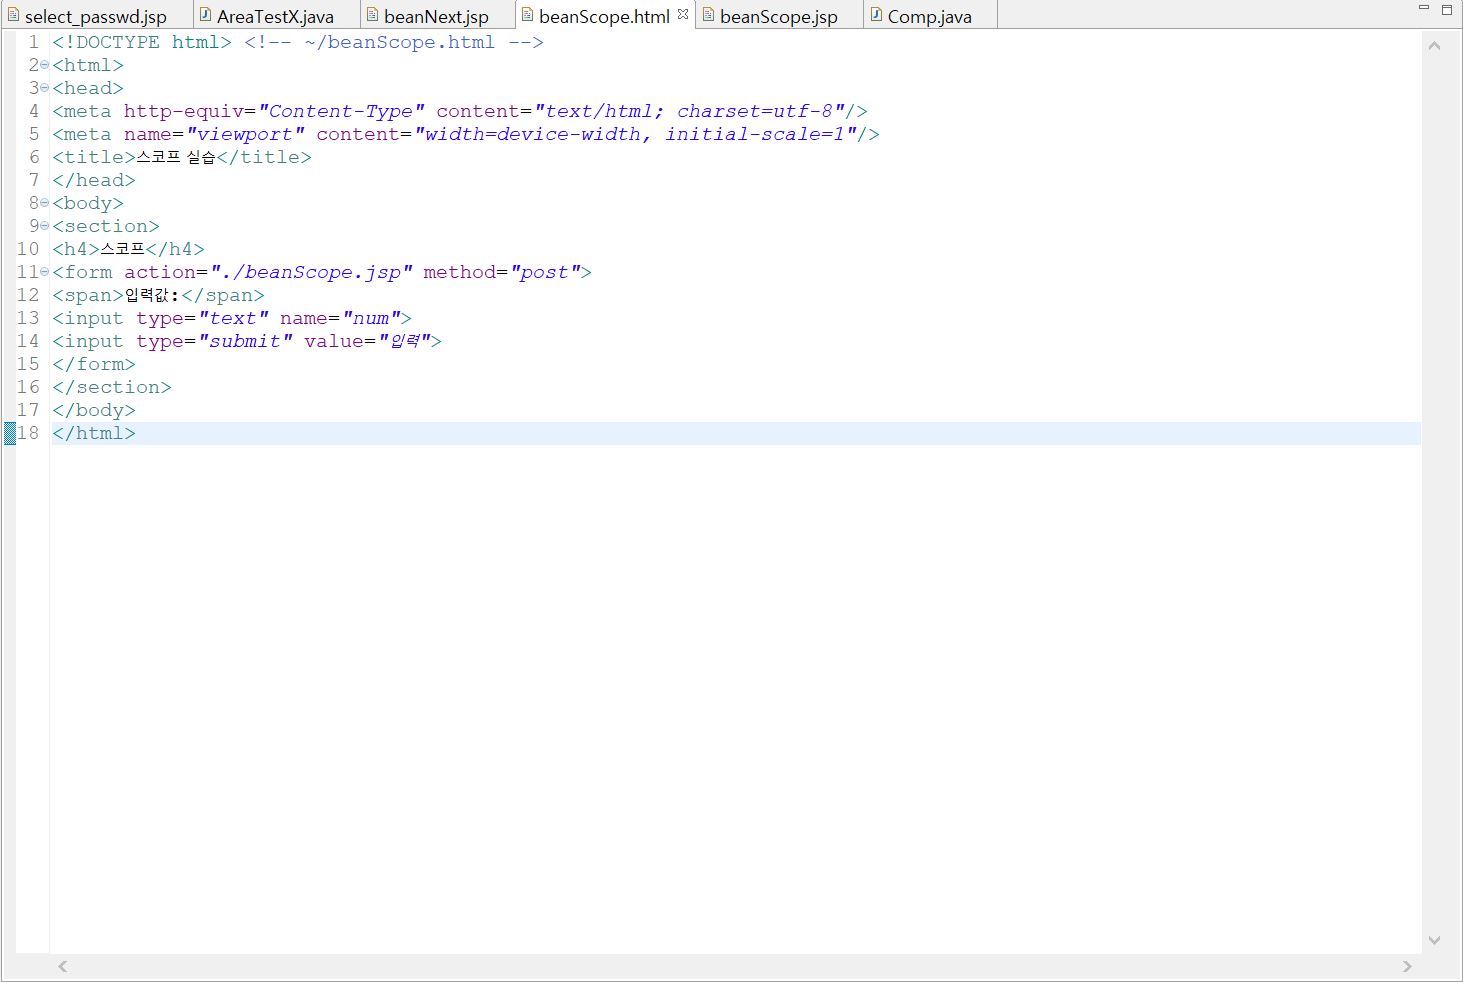 select_passwd.jsp AreaTestX.java beanNext.jsp beanScope.html beanScope.jsp Comp.java
1 <!DOCTYPE html> <!-- ~/beanScope.html -->
2 <html>
3 <head>
4 <meta http-equiv="Content-Type" content="text/html; charset=utf-8"/>
5 <meta name="viewport" content="width=device-width, initial-scale=1"/>
6 <title>스코프 실습</title>
7 </head>
8 <body>
9 <section>
10 <h4>스코프</h4>
11 <form action="./beanScope.jsp" method="post">
12 <span>입력값:</span>
13 <input type="text" name="num">
14 <input type="submit" value="입력">
15 </form>
16 </section>
17 </body>
18 </html>